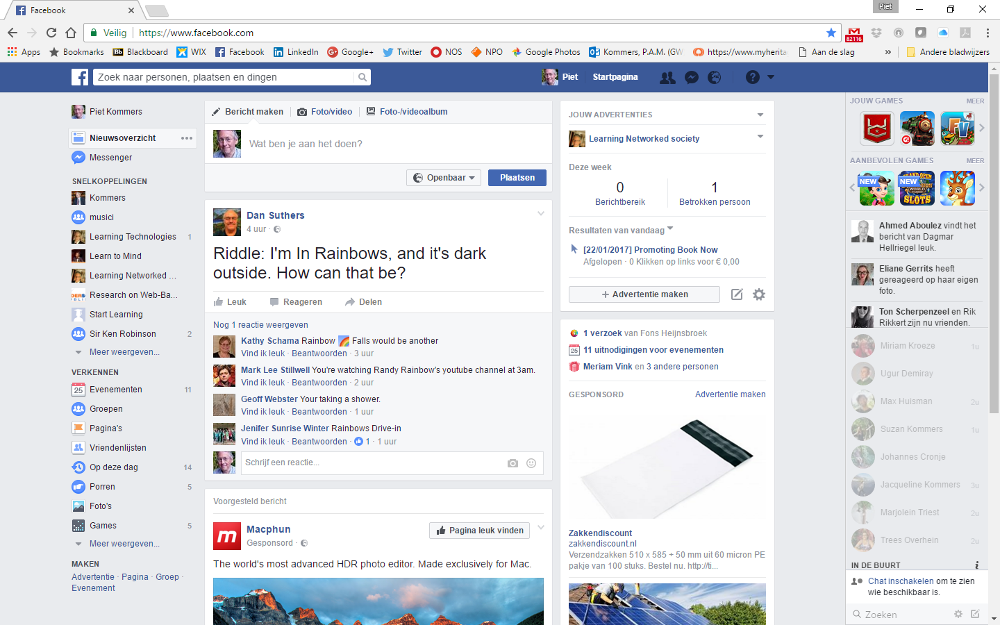 Facebook
Piet
Veilig
https://www.facebook.com
82116
Apps
Bookmarks
Bb
Blackboard
WIX
Facebook
LinkedIn
Google+
Twitter
NOS
NPO
Google Photos
Kommers, P.A.M. (GW
https://www.myherita
Aan de slag
»
Andere bladwijzers
Zoek naar personen, plaatsen en dingen
Piet
Startpagina
Piet Kommers
Nieuwsoverzicht
Messenger
SNELKOPPELINGEN
Kommers
musici
Learning Technologies 1
Learn to Mind
Learning Networked ...
Research on Web-Ba...
Start Learning
Sir Ken Robinson 2
Meer weergeven...
VERKENNEN
25
Evenementen 11
Groepen
Pagina's
Vriendenlijsten
Op deze dag 14
Porren 5
Foto's
Games 5
Meer weergeven...
MAKEN
Advertentie · Pagina · Groep ·
Evenement
Bericht maken
Foto/video
Foto-/videoalbum
Wat ben je aan het doen?
Openbaar
Plaatsen
Dan Suthers
4 uur ·
Riddle: I'm In Rainbows, and it's dark
outside. How can that be?
Leuk
Reageren
Delen
Nog 1 reactie weergeven
Kathy Schama Rainbow 🌈 Falls would be another
Vind ik leuk · Beantwoorden · 3 uur
Mark Lee Stillwell You're watching Randy Rainbow's youtube channel at 3am.
Vind ik leuk · Beantwoorden · 2 uur
Geoff Webster Your taking a shower.
Vind ik leuk · Beantwoorden · 1 uur
Jenifer Sunrise Winter Rainbows Drive-in
Vind ik leuk · Beantwoorden · 1 · 1 uur
Schrijf een reactie...
Voorgesteld bericht
m
Macphun
Gesponsord ·
Pagina leuk vinden
The world's most advanced HDR photo editor. Made exclusively for Mac.
JOUW ADVERTENTIES
Learning Networked society
Deze week
0
Berichtbereik
1
Betrokken persoon
Resultaten van vandaag
[22/01/2017] Promoting Book Now
Afgelopen · 0 Klikken op links voor € 0,00
+ Advertentie maken
1 verzoek van Fons Heijnsbroek
25
11 uitnodigingen voor evenementen
Meriam Vink en 3 andere personen
GESPONSORD
Advertentie maken
Zakkendiscount
zakkendiscount.nl
Verzendzakken 510 x 585 + 50 mm uit 60 micron PE
pakje van 100 stuks. Bestel nu. http://ti...
JOUW GAMES
MEER
G!
FV
AANBEVOLEN GAMES
MEER
NEW
NEW
SLOTS
Ahmed Aboulez vindt het
bericht van Dagmar
Hellriegel leuk.
Eliane Gerrits heeft
gereageerd op haar eigen
foto.
Ton Scherpenzeel en Rik
Rikkert zijn nu vrienden.
Miriam Kroeze 1u
Ugur Demiray
Max Huisman 2u
Suzan Kommers 1u
Johannes Cronje
Jacqueline Kommers 3u
Marjolein Triest 2u
Trees Overhein 2u
IN DE BUURT
Chat inschakelen om te zien
wie beschikbaar is.
Zoeken